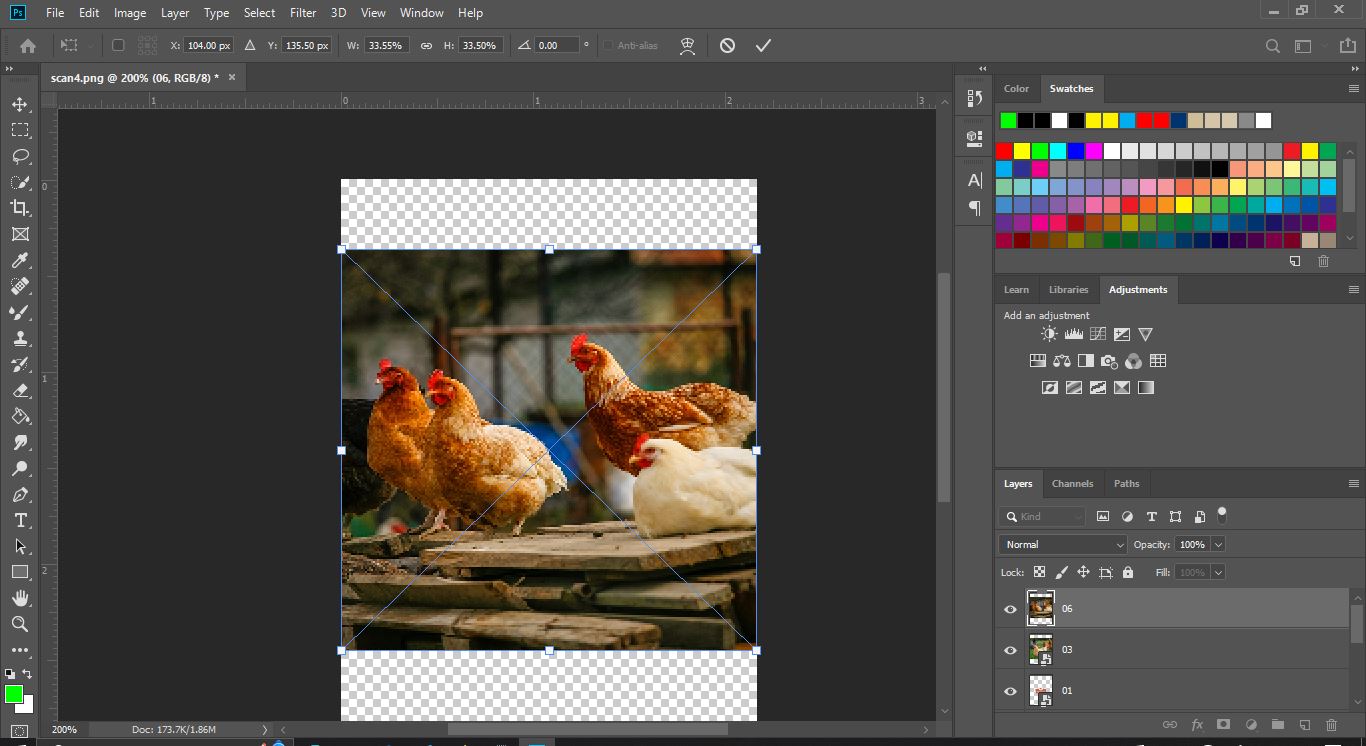 Ps File Edit Image Layer Type Select Filter 3D View Window Help
X: 104.00 px Y: 135.50 px W: 33.55% H: 33.50% 0.00 ° Anti-alias
scan4.png @ 200% (06, RGB/8) * ×
1 0 1 2 3
0
1
2
Color Swatches
Learn Libraries Adjustments
Add an adjustment
Layers Channels Paths
Kind
Normal Opacity: 100%
Lock: Fill: 100%
06
03
01
fx
200% Doc: 173.7K/1.86M